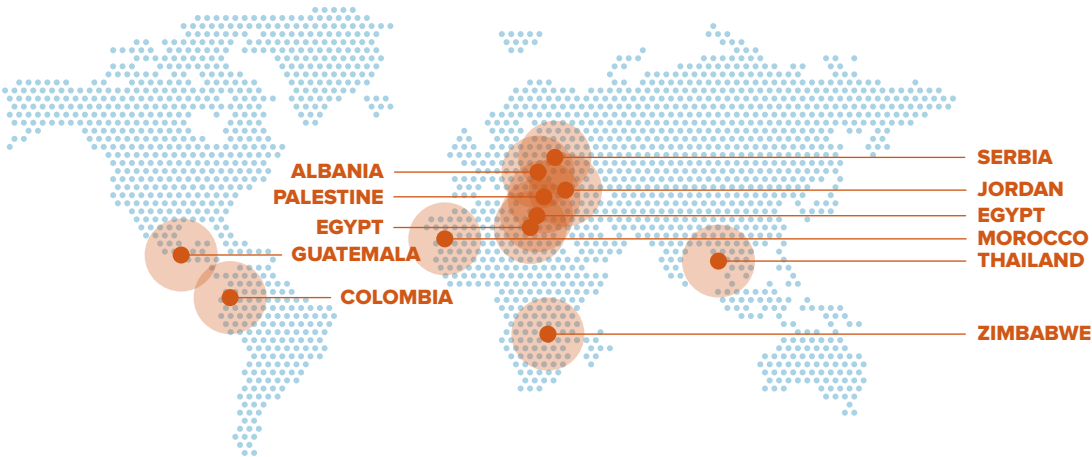 ALBANIA
PALESTINE
EGYPT
GUATEMALA
COLOMBIA
SERBIA
JORDAN
EGYPT
MOROCCO
THAILAND
ZIMBABWE